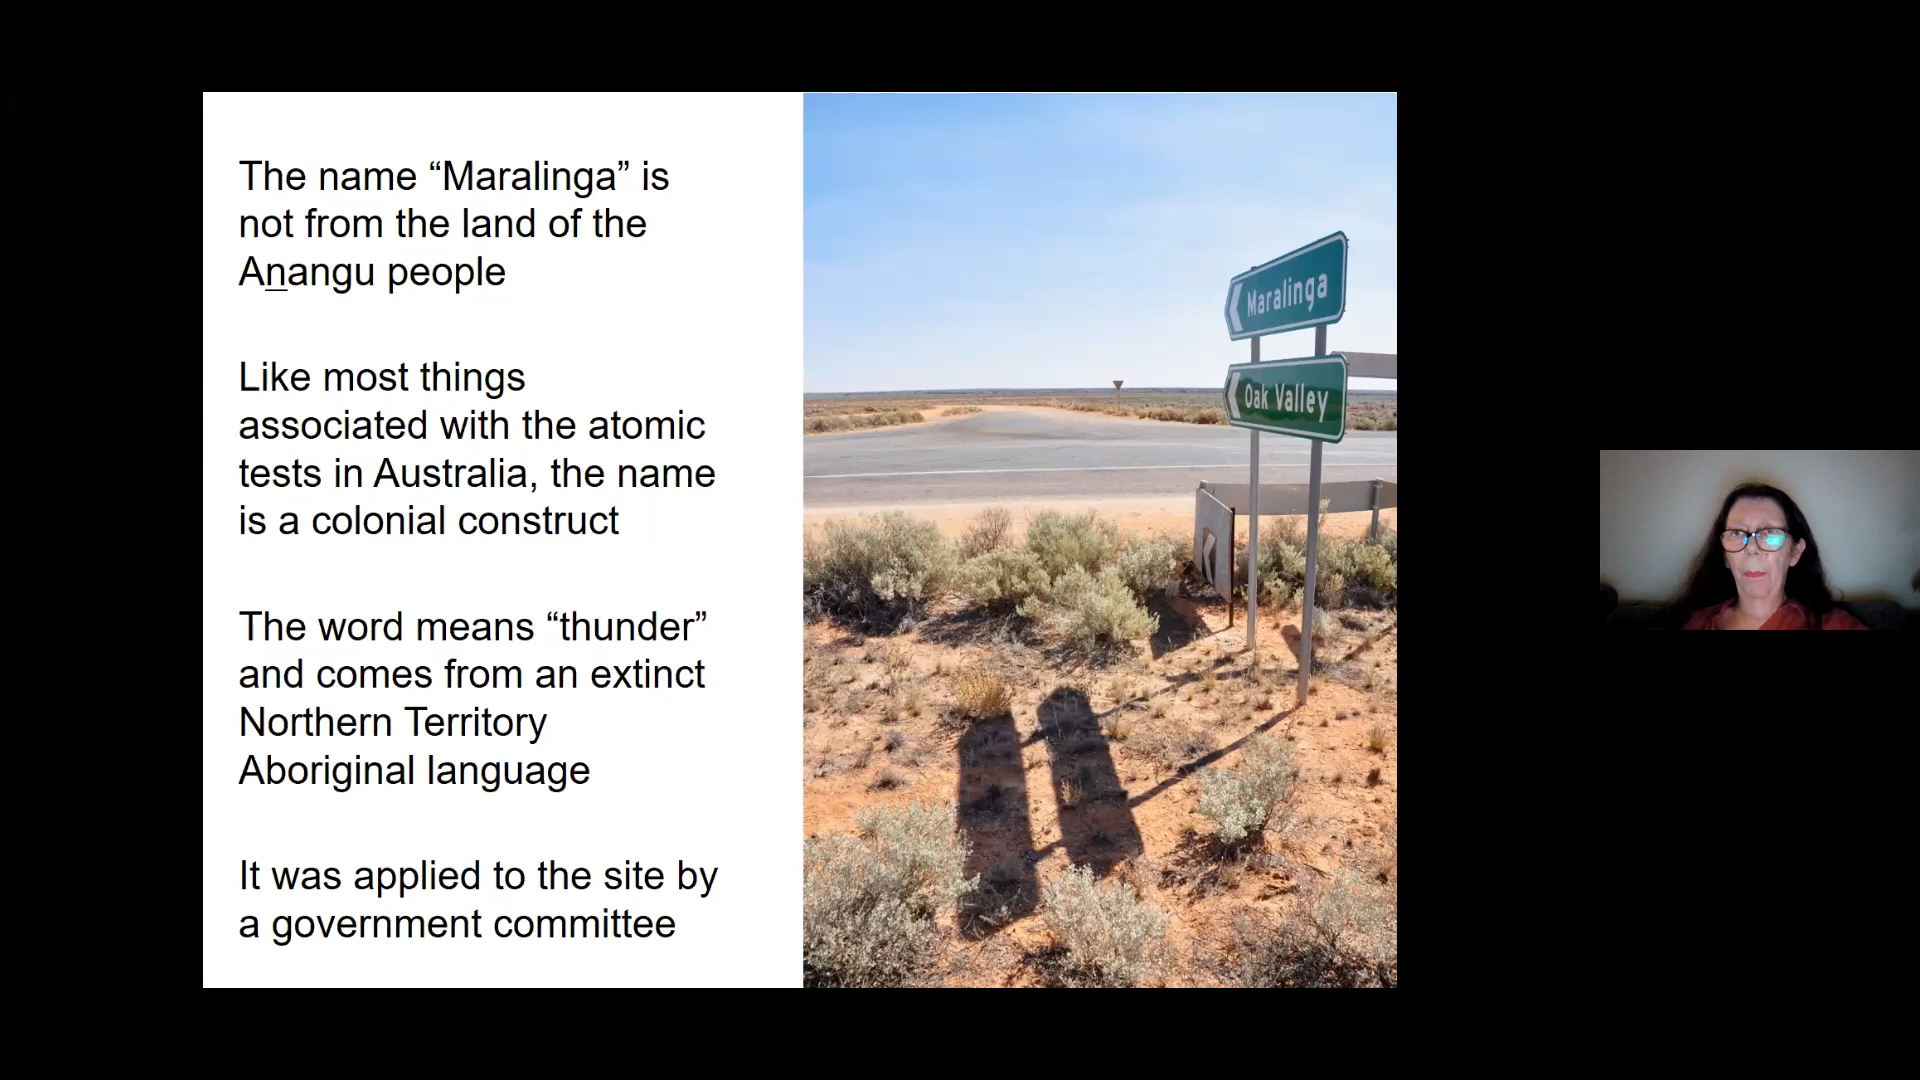 The name “Maralinga” is
not from the land of the
Aṉangu people
Like most things
associated with the atomic
tests in Australia, the name
is a colonial construct
The word means “thunder”
and comes from an extinct
Northern Territory
Aboriginal language
It was applied to the site by
a government committee
Maralinga
Oak Valley